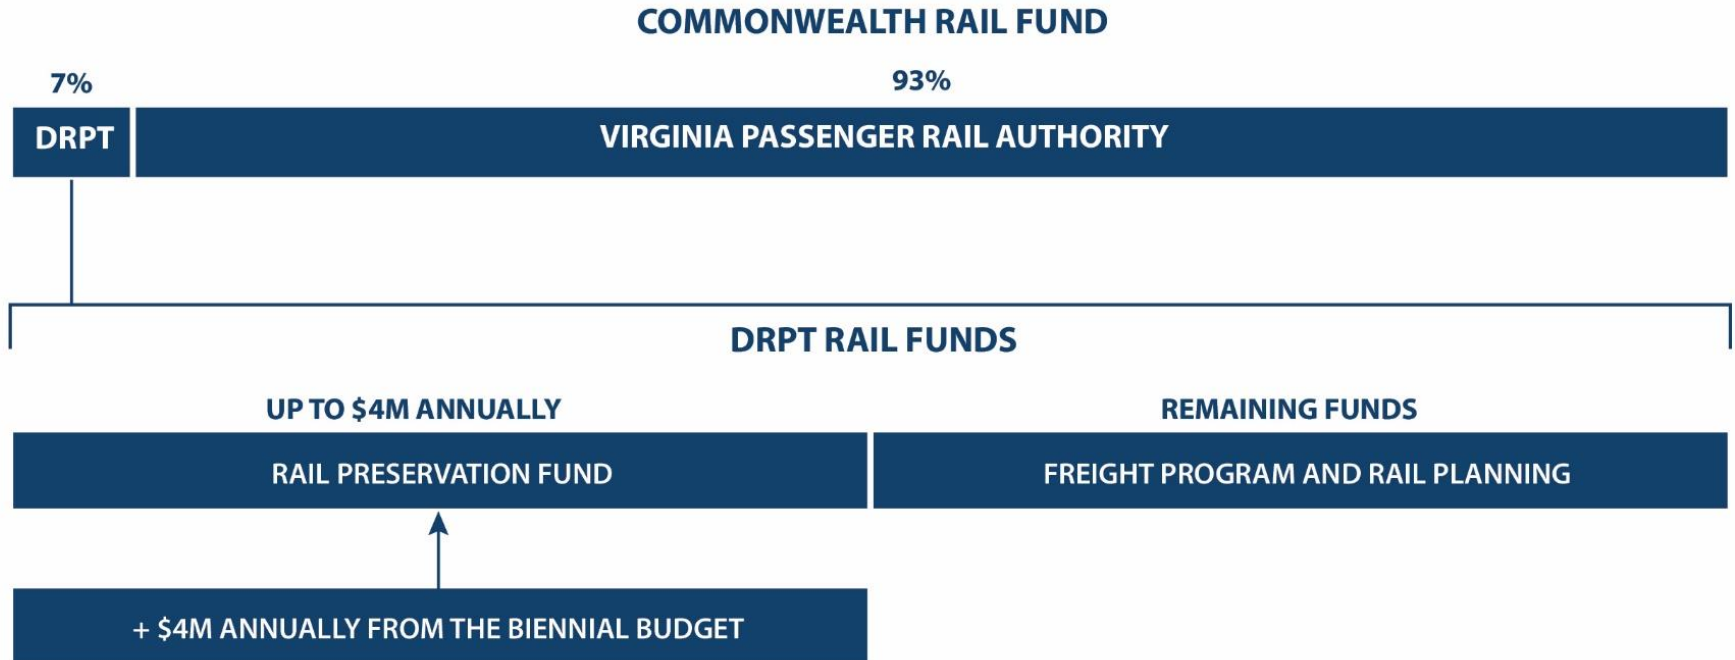 COMMONWEALTH RAIL FUND
7%
93%
DRPT
VIRGINIA PASSENGER RAIL AUTHORITY
DRPT RAIL FUNDS
UP TO $4M ANNUALLY
REMAINING FUNDS
RAIL PRESERVATION FUND
FREIGHT PROGRAM AND RAIL PLANNING
+ $4M ANNUALLY FROM THE BIENNIAL BUDGET